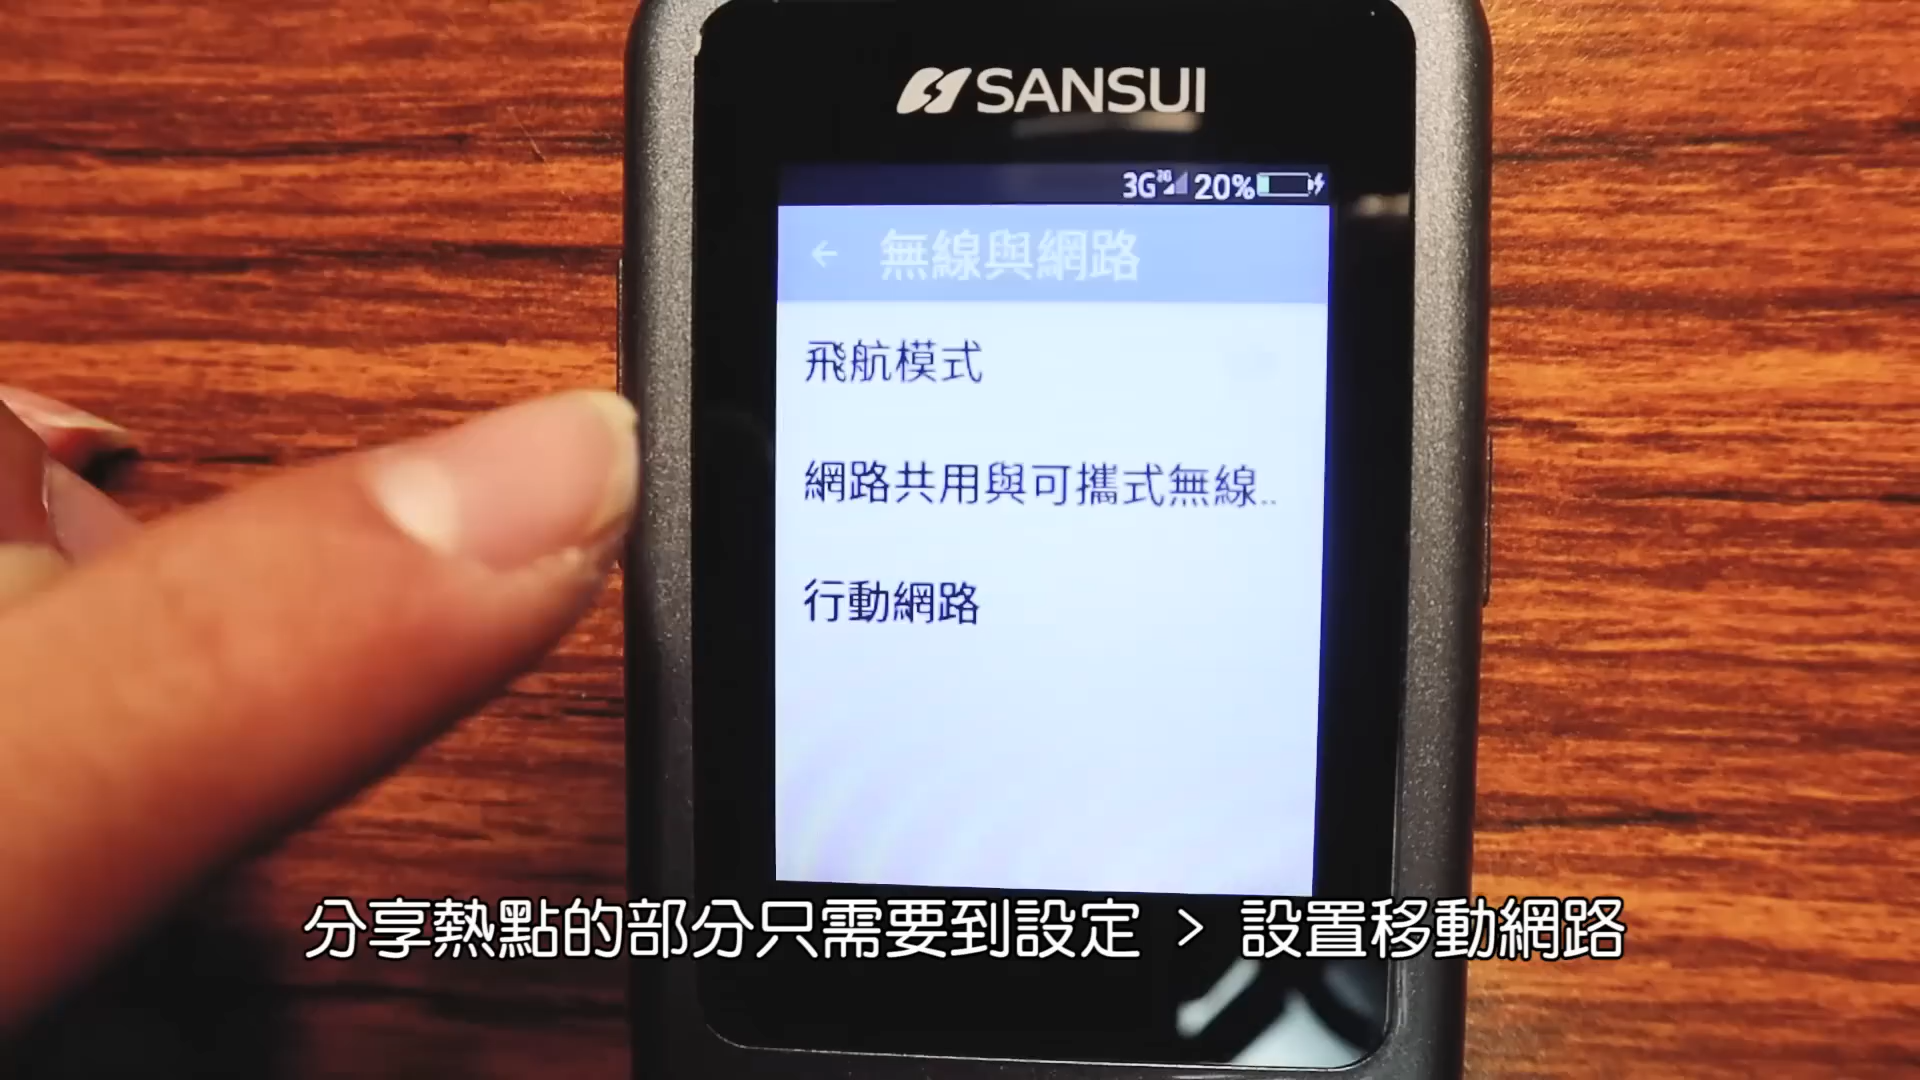 SANSUI
3G 3G 20%
← 無線與網路
飛航模式
網路共用與可攜式無線..
行動網路
分享熱點的部分只需要到設定 > 設置移動網路